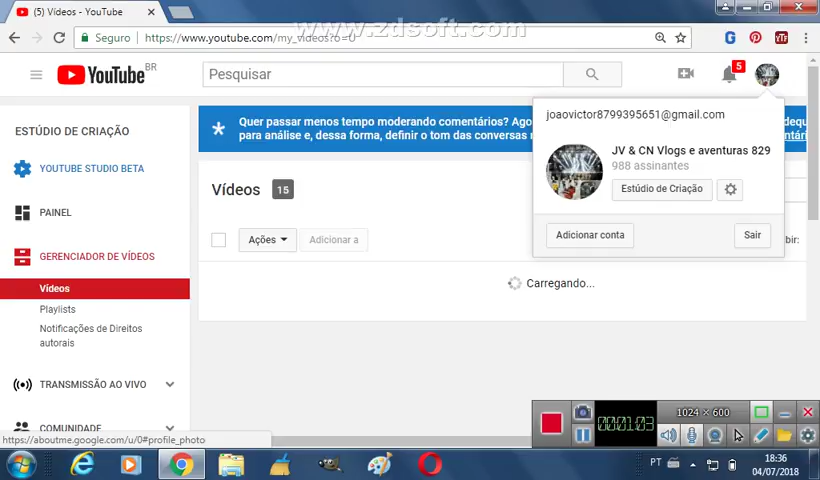 (5) Vídeos - YouTube
www.zdsoft.com
Seguro
https://www.youtube.com/my_videos?o=U
YouTube BR
Pesquisar
5
ESTÚDIO DE CRIAÇÃO
YOUTUBE STUDIO BETA
PAINEL
GERENCIADOR DE VÍDEOS
Vídeos
Playlists
Notificações de Direitos
autorais
TRANSMISSÃO AO VIVO
COMUNIDADE
Quer passar menos tempo moderando comentários? Ago
para análise e, dessa forma, definir o tom das conversas
Vídeos 15
Ações
Adicionar a
Carregando...
joaovictor8799395651@gmail.com
JV & CN Vlogs e aventuras 829
988 assinantes
Estúdio de Criação
Adicionar conta
Sair
https://aboutme.google.com/u/0#profile_photo
000:01:03
1024 × 600
PT
18:36
04/07/2018